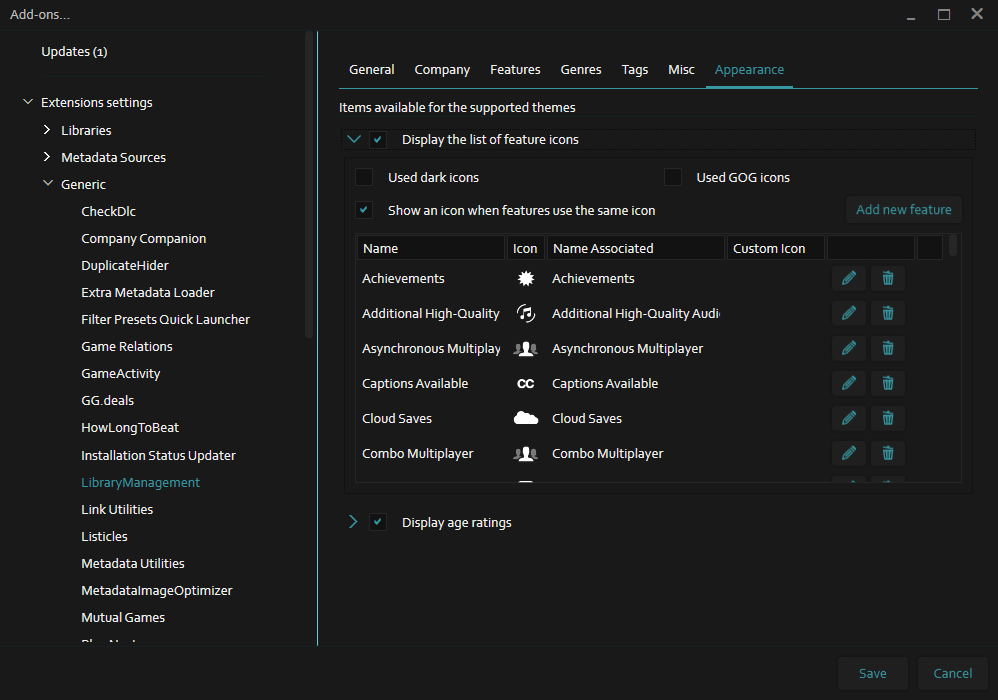 Add-ons...
Updates (1)
Extensions settings
Libraries
Metadata Sources
Generic
CheckDlc
Company Companion
DuplicateHider
Extra Metadata Loader
Filter Presets Quick Launcher
Game Relations
GameActivity
GG.deals
HowLongToBeat
Installation Status Updater
LibraryManagement
Link Utilities
Listicles
Metadata Utilities
MetadataImageOptimizer
Mutual Games
General Company Features Genres Tags Misc Appearance
Items available for the supported themes
Display the list of feature icons
Used dark icons Used GOG icons
Show an icon when features use the same icon Add new feature
Name Icon Name Associated Custom Icon
Achievements Achievements
Additional High-Quality Additional High-Quality Audi
Asynchronous Multiplay Asynchronous Multiplayer
Captions Available CC Captions Available
Cloud Saves Cloud Saves
Combo Multiplayer Combo Multiplayer
Display age ratings
Save Cancel